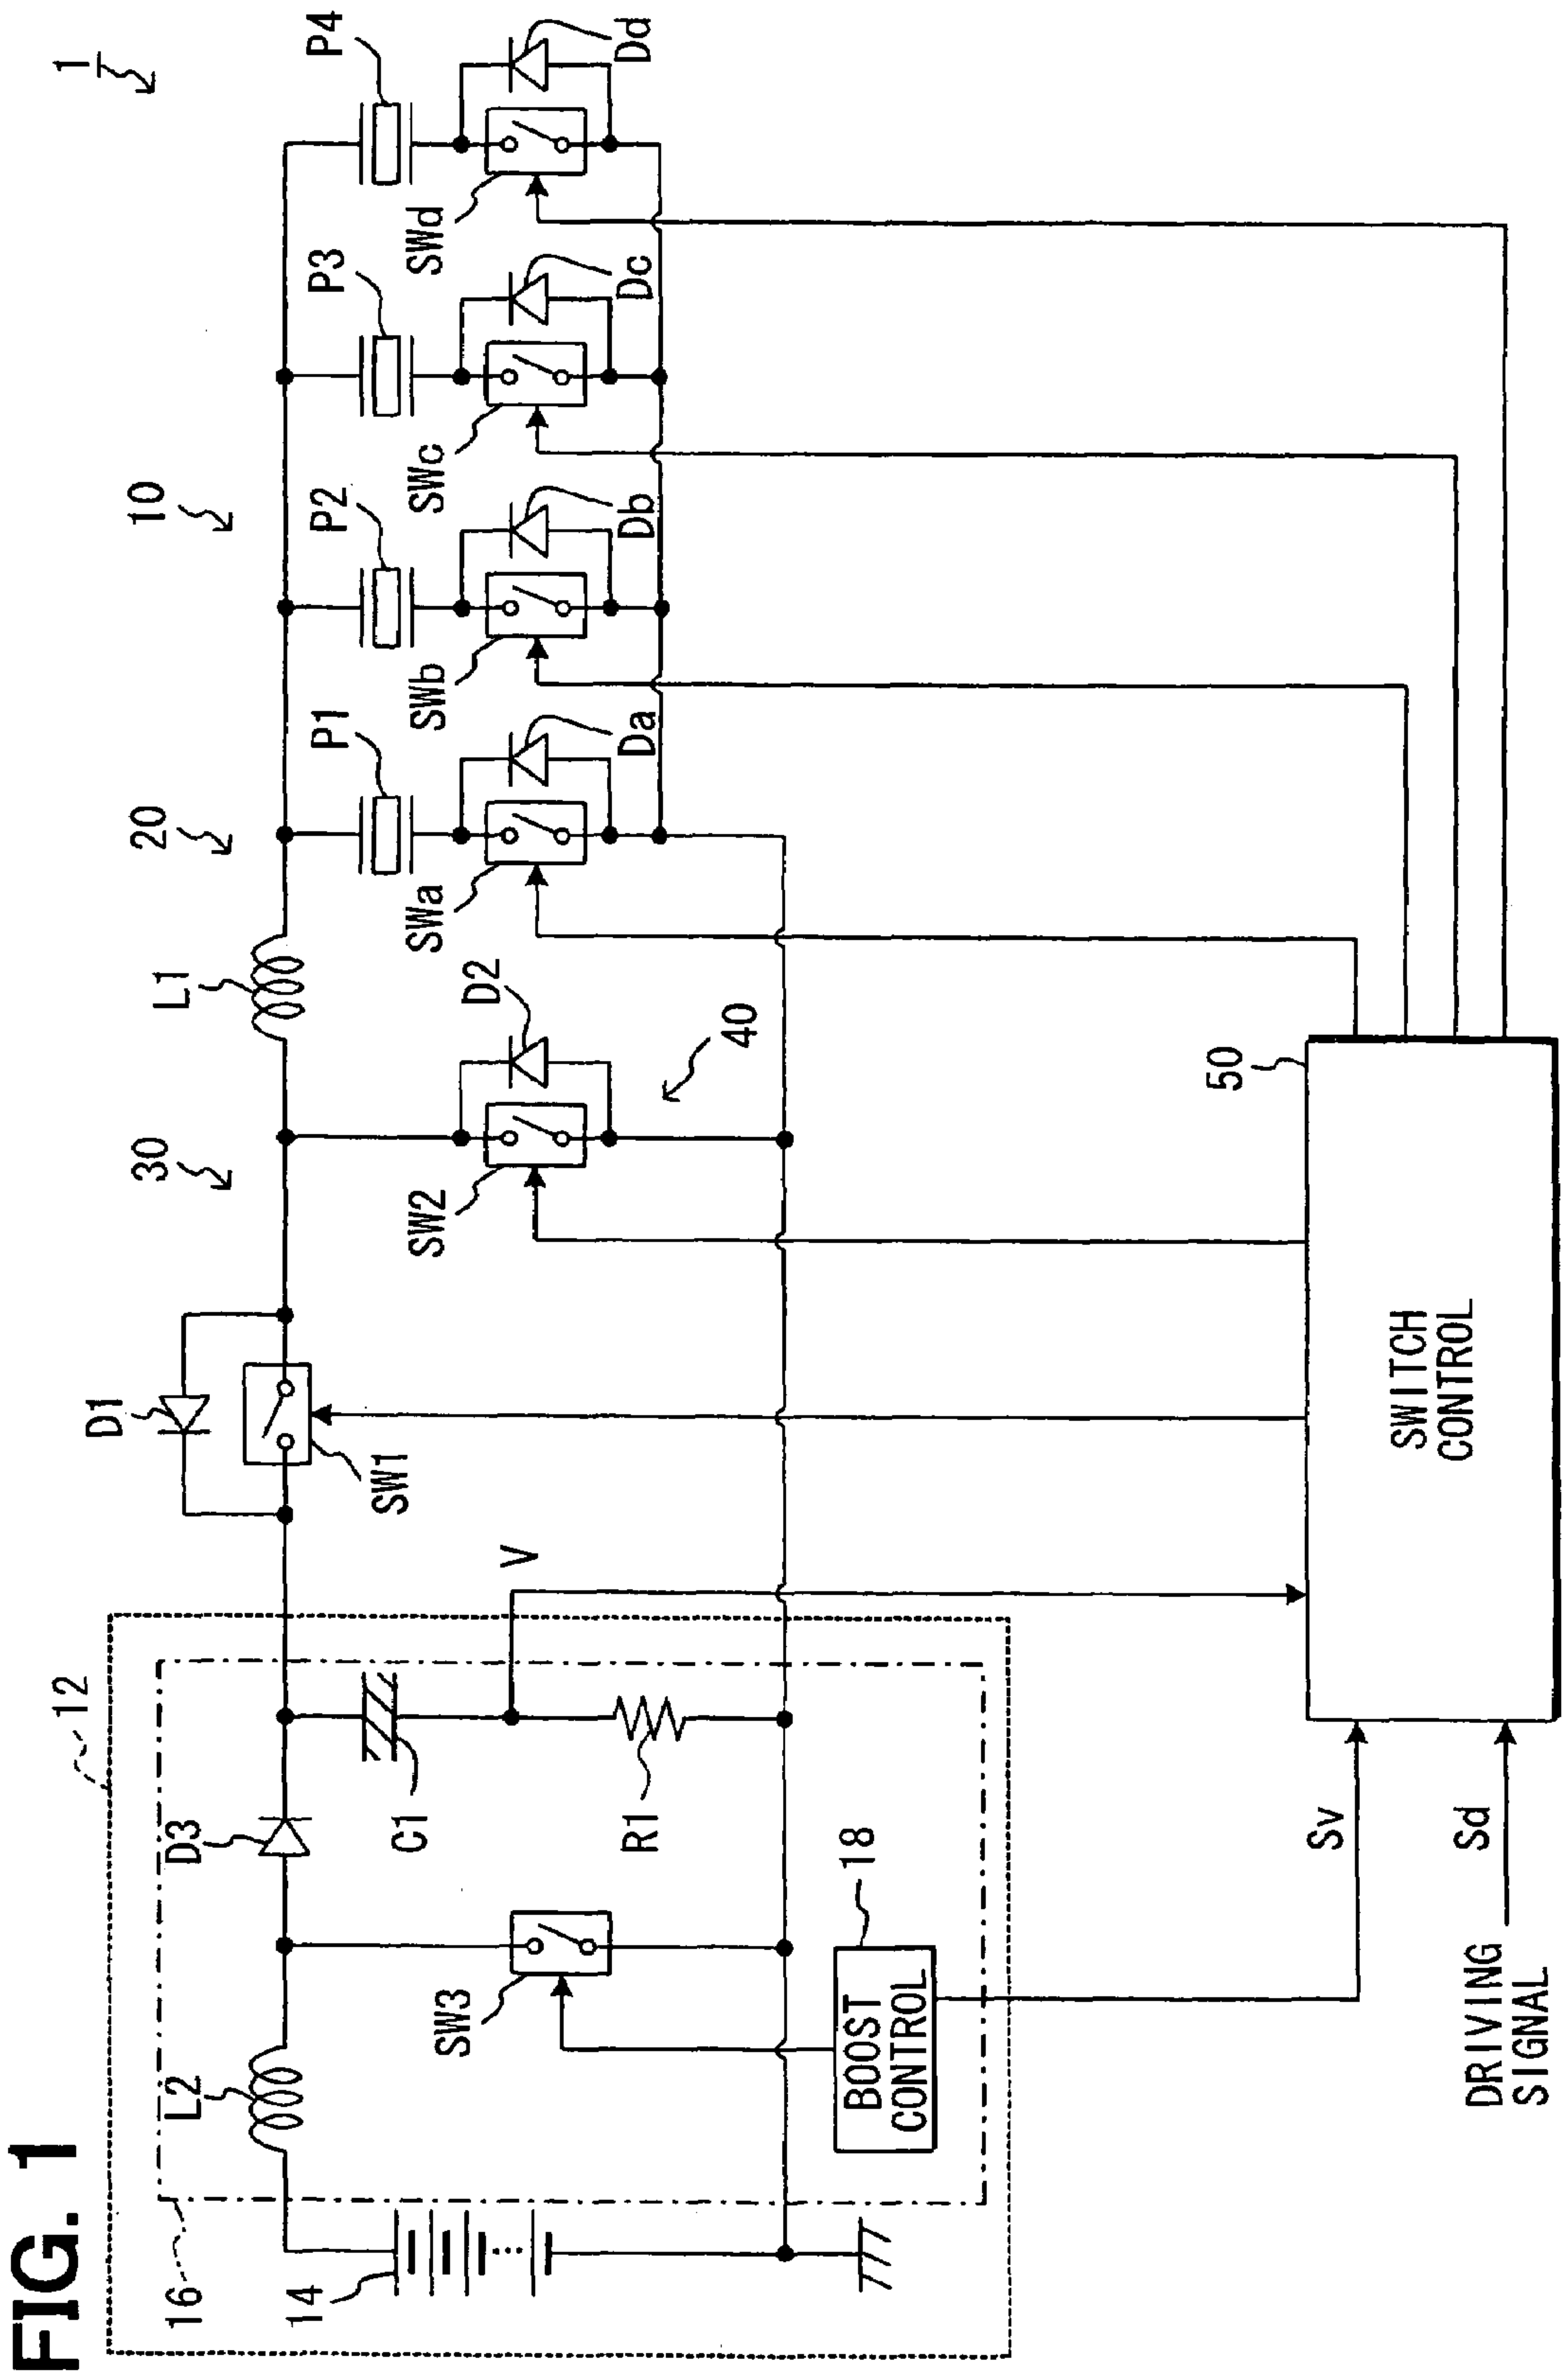 FIG. 1
1
10
20
30
12
16
14
L2
D3
D1
L1
P1
P2
P3
P4
SW3
C1
R1
V
SW1
SW2
D2
40
SWa
Da
SWb
Db
SWc
Dc
SWd
Dd
18
BOOST
CONTROL
50
SWITCH
CONTROL
Sv
Sd
DRIVING
SIGNAL